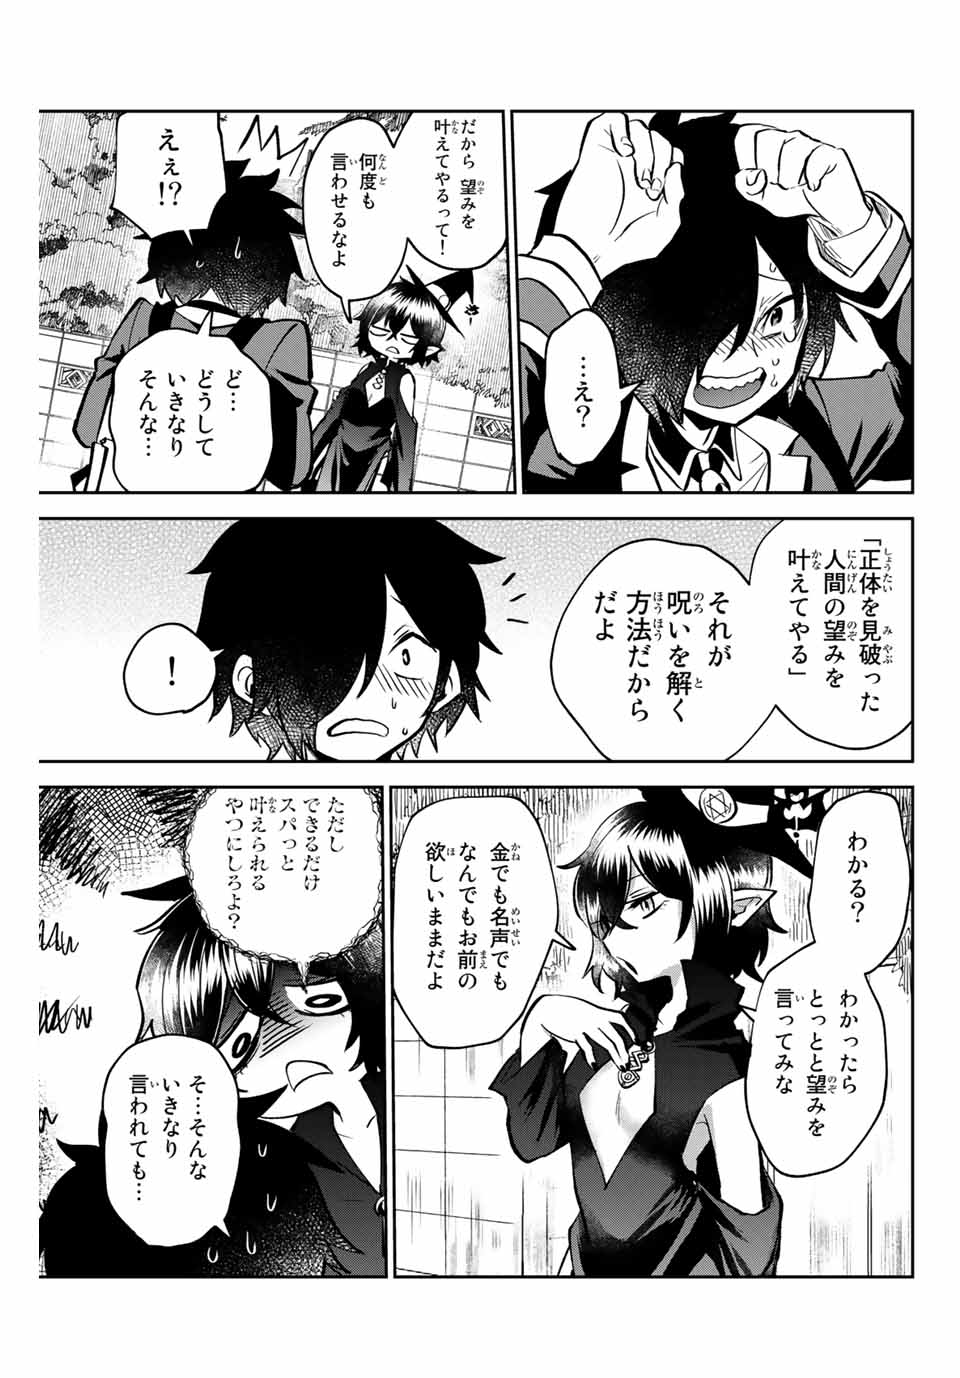 …え？
だから 望みを
叶えてやるって！
何度も
言わせるなよ
えぇ！？
ど…
どうして
いきなり
そんな…
「正体を見破った
人間の望みを
叶えてやる」
それが
呪いを解く
方法だから
だよ
！
わかる？
わかったら
とっとと望みを
言ってみな
金でも名声でも
なんでもお前の
欲しいままだよ
ただし
できるだけ
スパっと
叶えられる
やつにしろよ？
そ…そんな
いきなり
言われても…